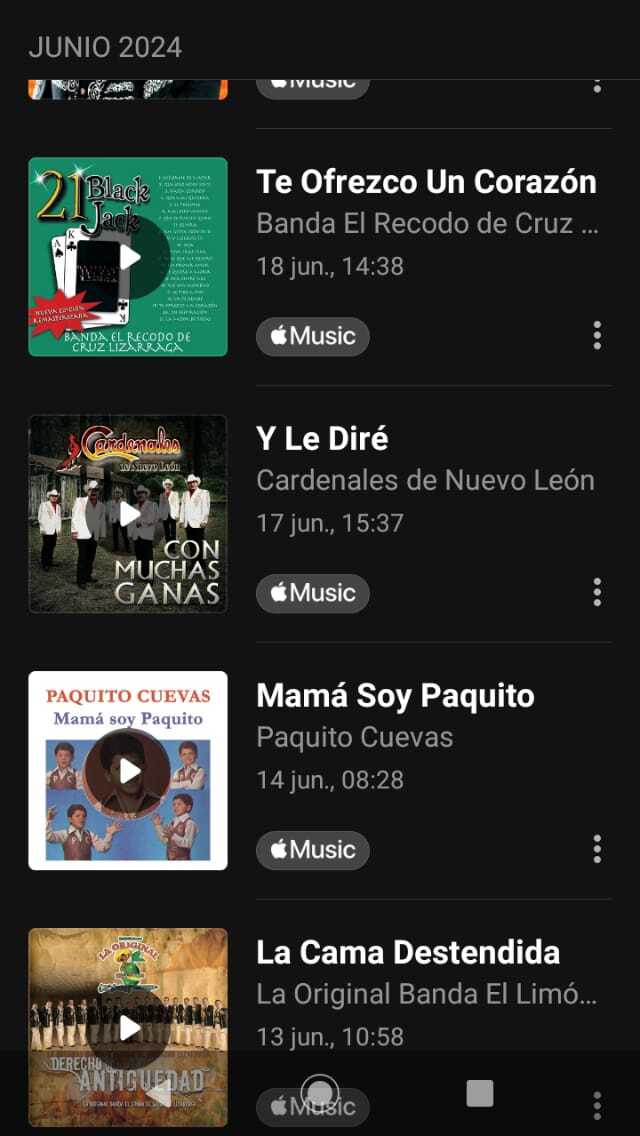 JUNIO 2024
Music
21 Black
Jack
NUEVA EDICIÓN
REMASTERIZADA
BANDA EL RECODO DE
CRUZ LIZÁRRAGA
Te Ofrezco Un Corazón
Banda El Recodo de Cruz ...
18 jun., 14:38
Music
Cardenales
de Nuevo León
CON
MUCHAS
GANAS
Y Le Diré
Cardenales de Nuevo León
17 jun., 15:37
Music
PAQUITO CUEVAS
Mamá soy Paquito
Mamá Soy Paquito
Paquito Cuevas
14 jun., 08:28
Music
LA ORIGINAL
DERECHO
ANTIGUEDAD
La Cama Destendida
La Original Banda El Limó...
13 jun., 10:58
Music